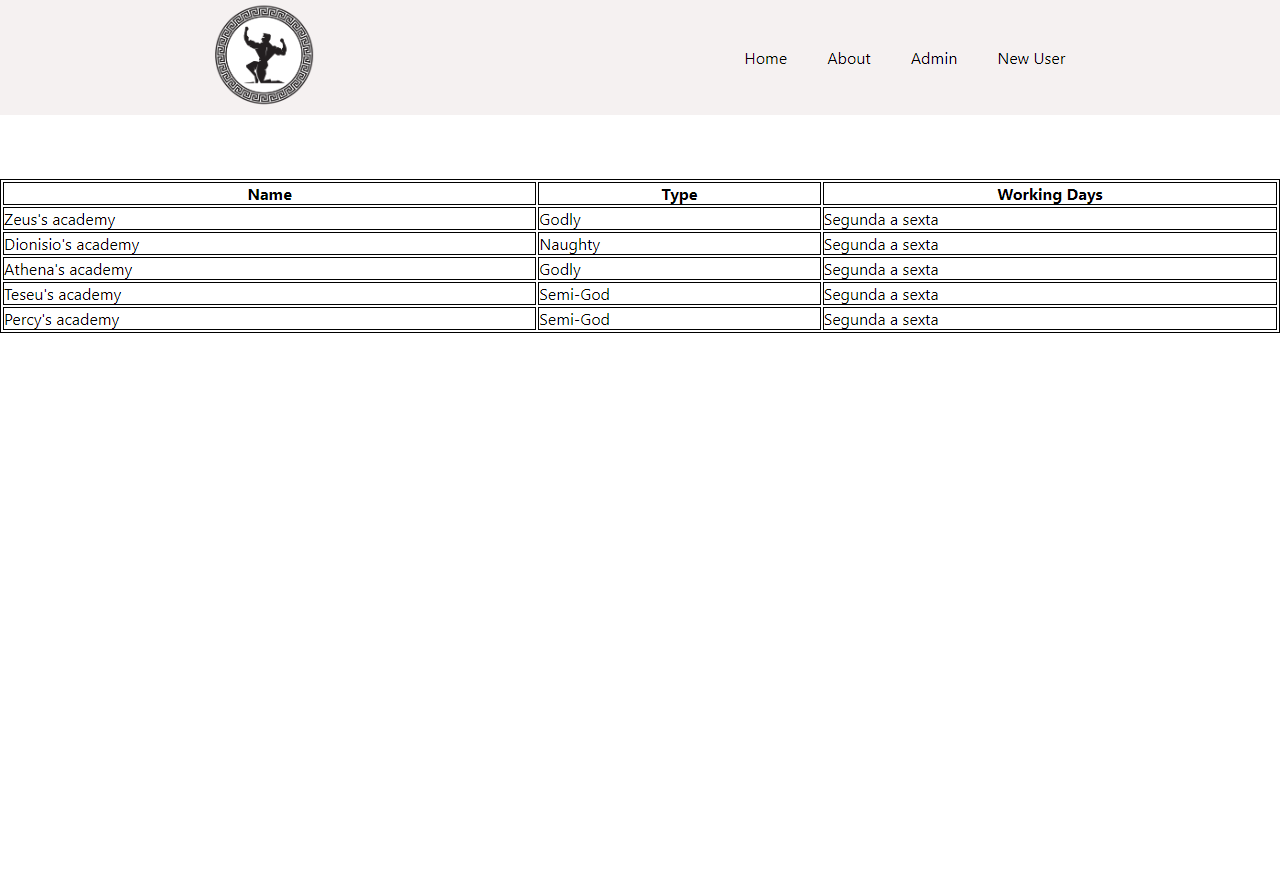 Home About Admin New User
Name Type Working Days
Zeus's academy Godly Segunda a sexta
Dionisio's academy Naughty Segunda a sexta
Athena's academy Godly Segunda a sexta
Teseu's academy Semi-God Segunda a sexta
Percy's academy Semi-God Segunda a sexta